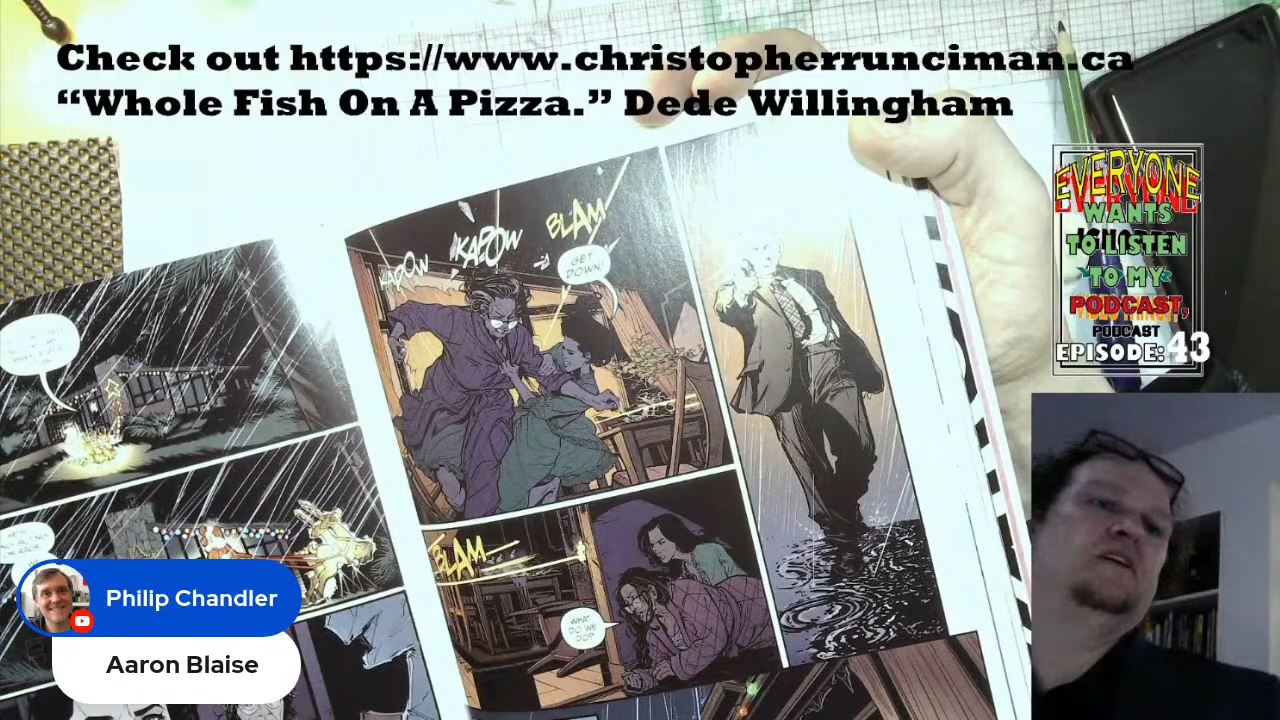 Check out https://www.christopherrunciman.ca
“Whole Fish On A Pizza.” Dede Willingham
EVERYONE
WANTS
TO LISTEN
TO MY
PODCAST,
PODCAST
EPISODE:43
KAPOW
KAPOW
BLAM
GET
DOWN!
BLAM
WHAT
DO WE
DO?
Philip Chandler
Aaron Blaise